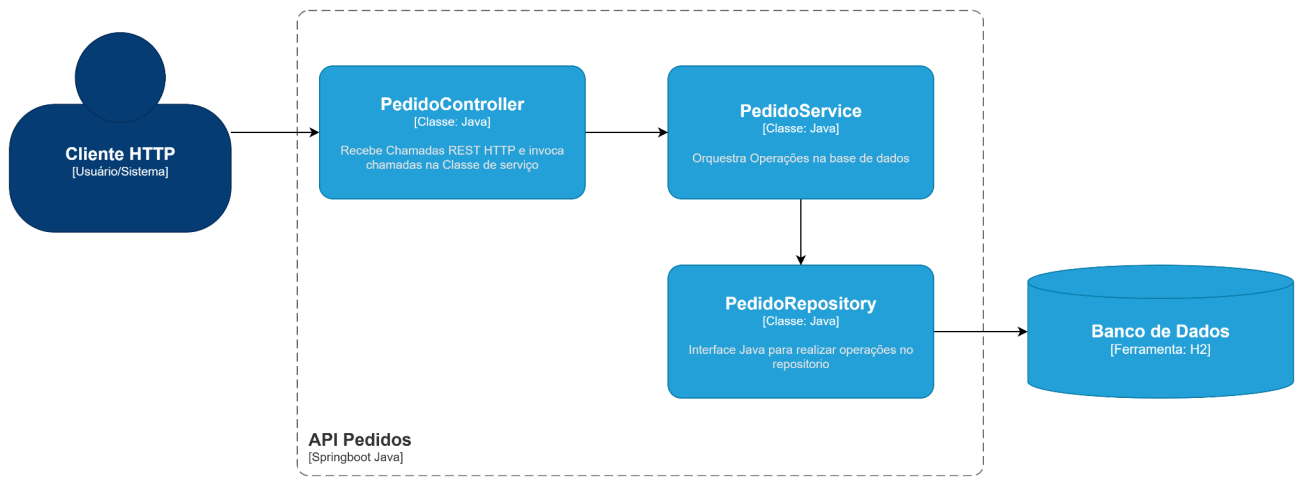 Cliente HTTP
[Usuário/Sistema]
PedidoController
[Classe: Java]
Recebe Chamadas REST HTTP e invoca
chamadas na Classe de serviço
PedidoService
[Classe: Java]
Orquestra Operações na base de dados
PedidoRepository
[Classe: Java]
Interface Java para realizar operações no
repositorio
Banco de Dados
[Ferramenta: H2]
API Pedidos
[Springboot Java]